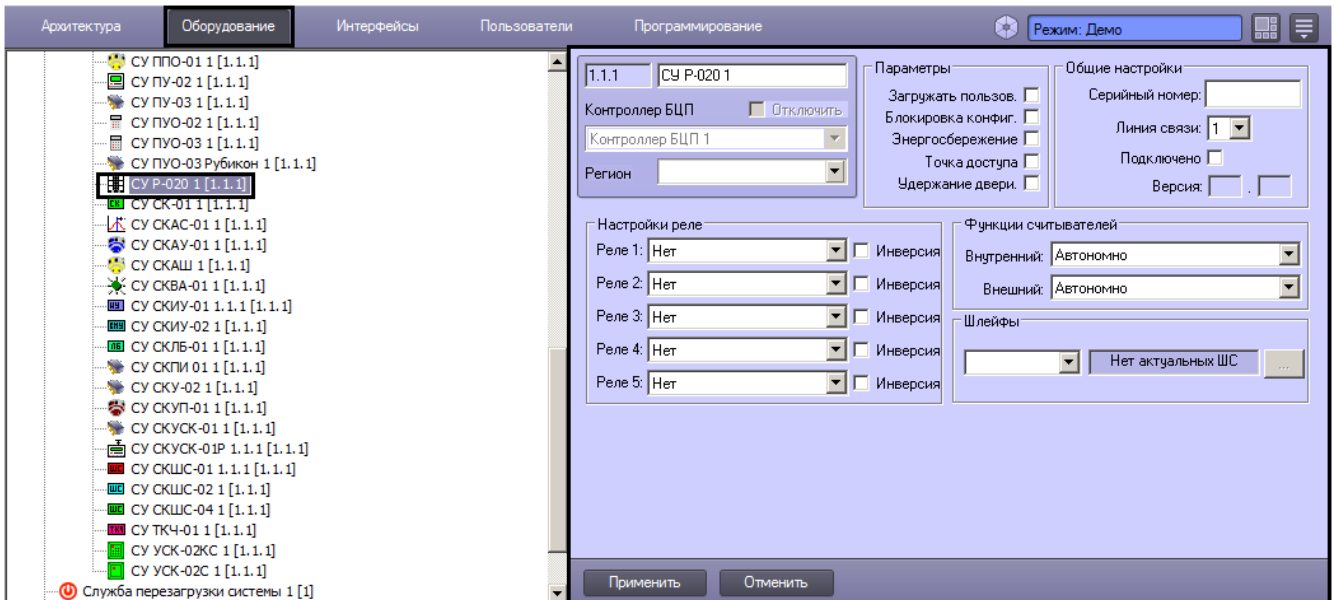 Архитектура Оборудование Интерфейсы Пользователи Программирование Режим: Демо
СУ ППО-01 1 [1.1.1]
СУ ПУ-02 1 [1.1.1]
СУ ПУ-03 1 [1.1.1]
СУ ПУО-02 1 [1.1.1]
СУ ПУО-03 1 [1.1.1]
СУ ПУО-03 Рубикон 1 [1.1.1]
СУ Р-020 1 [1.1.1]
СУ СК-01 1 [1.1.1]
СУ СКАС-01 1 [1.1.1]
СУ СКАУ-01 1 [1.1.1]
СУ СКАШ 1 [1.1.1]
СУ СКВА-01 1 [1.1.1]
СУ СКИУ-01 1.1.1 [1.1.1]
СУ СКИУ-02 1 [1.1.1]
СУ СКЛБ-01 1 [1.1.1]
СУ СКПИ 01 1 [1.1.1]
СУ СКУ-02 1 [1.1.1]
СУ СКУП-01 1 [1.1.1]
СУ СКУСК-01 1 [1.1.1]
СУ СКУСК-01Р 1.1.1 [1.1.1]
СУ СКШС-01 1.1.1 [1.1.1]
СУ СКШС-02 1 [1.1.1]
СУ СКШС-04 1 [1.1.1]
СУ ТКЧ-01 1 [1.1.1]
СУ УСК-02КС 1 [1.1.1]
СУ УСК-02С 1 [1.1.1]
Служба перезагрузки системы 1 [1]
1.1.1 СУ Р-020 1
Контроллер БЦП Отключить
Контроллер БЦП 1
Регион
Параметры
Загружать пользов.
Блокировка конфиг.
Энергосбережение
Точка доступа
Удержание двери.
Общие настройки
Серийный номер:
Линия связи: 1
Подключено
Версия: .
Настройки реле
Реле 1: Нет Инверсия
Реле 2: Нет Инверсия
Реле 3: Нет Инверсия
Реле 4: Нет Инверсия
Реле 5: Нет Инверсия
Функции считывателей
Внутренний: Автономно
Внешний: Автономно
Шлейфы
Нет актуальных ШС ...
Применить Отменить